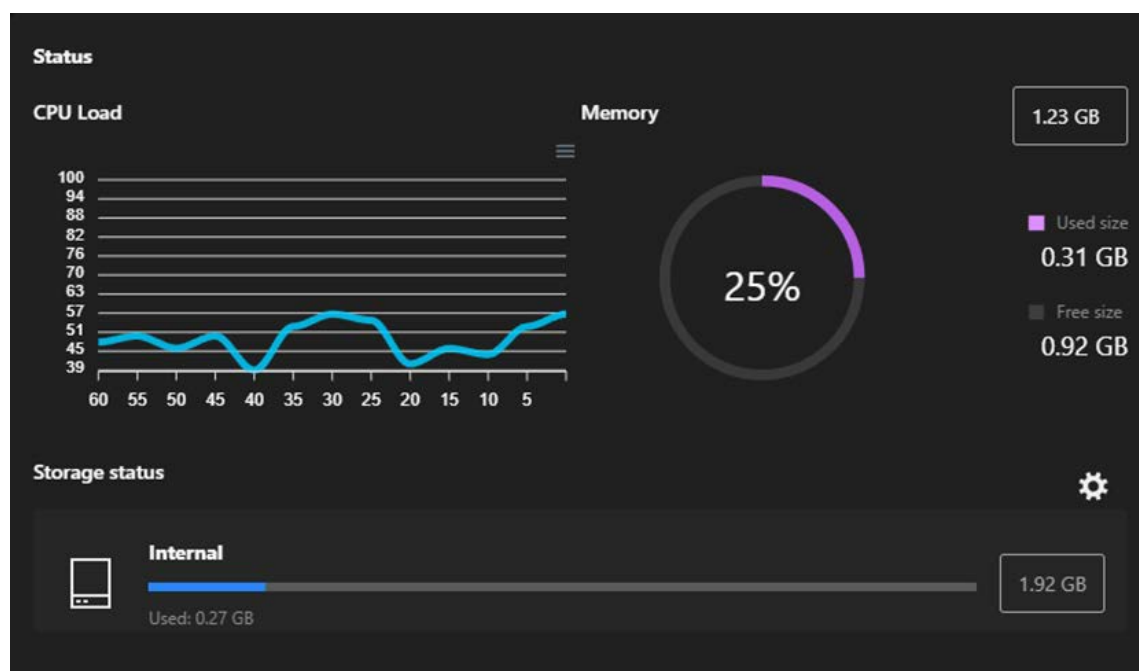 Status
CPU Load
100
94
88
82
76
70
63
57
51
45
39
60 55 50 45 40 35 30 25 20 15 10 5
Memory
1.23 GB
25%
Used size
0.31 GB
Free size
0.92 GB
Storage status
Internal
Used: 0.27 GB
1.92 GB